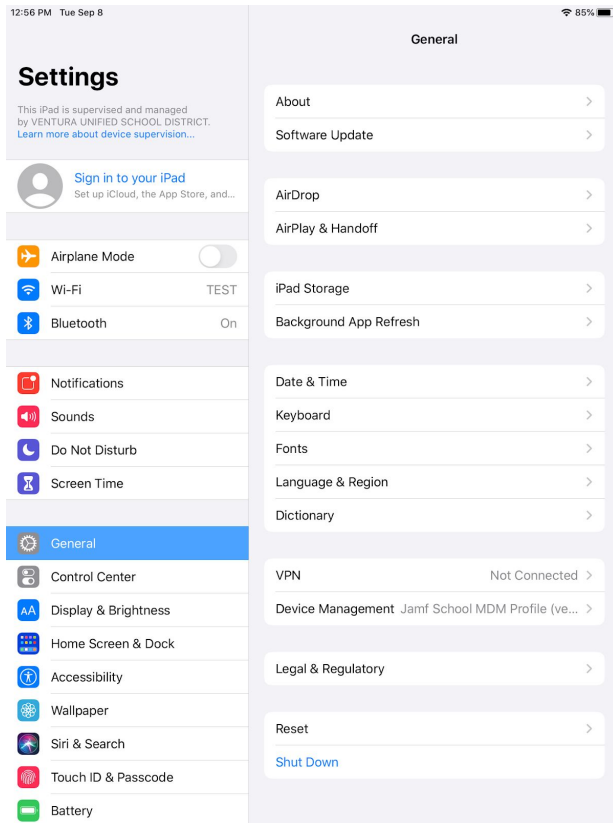 12:56 PM Tue Sep 8
85%
Settings
This iPad is supervised and managed
by VENTURA UNIFIED SCHOOL DISTRICT.
Learn more about device supervision...
Sign in to your iPad
Set up iCloud, the App Store, and...
Airplane Mode
Wi-Fi TEST
Bluetooth On
Notifications
Sounds
Do Not Disturb
Screen Time
General
Control Center
AA Display & Brightness
Home Screen & Dock
Accessibility
Wallpaper
Siri & Search
Touch ID & Passcode
Battery
General
About
Software Update
AirDrop
AirPlay & Handoff
iPad Storage
Background App Refresh
Date & Time
Keyboard
Fonts
Language & Region
Dictionary
VPN Not Connected
Device Management Jamf School MDM Profile (ve...
Legal & Regulatory
Reset
Shut Down